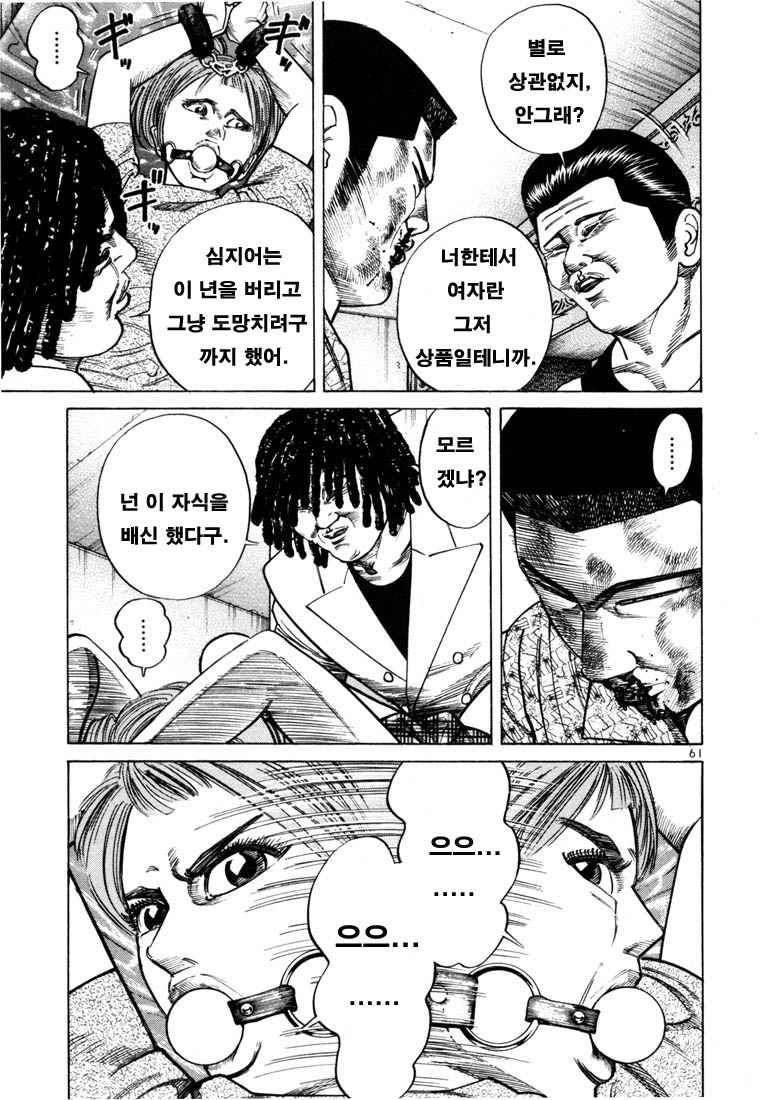 별로
상관없지,
안그래?
너한테서
여자란
그저
상품일테니까.
……
ギッ
ギッ
심지어는
이 년을 버리고
그냥 도망치려구
까지 했어.
……
모르
겠냐?
넌 이 자식을
배신 했다구.
……
61
으으…
……
으으…
……